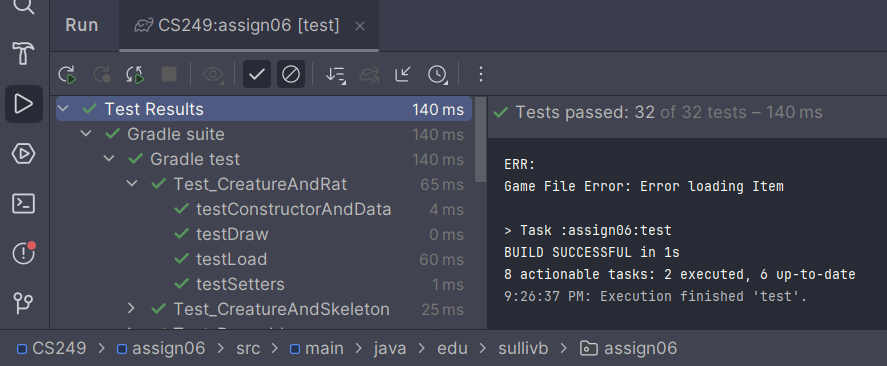 Run CS249:assign06 [test]
Test Results 140 ms
Tests passed: 32 of 32 tests – 140 ms
Gradle suite 140 ms
Gradle test 140 ms
Test_CreatureAndRat 65 ms
testConstructorAndData 4 ms
testDraw 0 ms
testLoad 60 ms
testSetters 1 ms
Test_CreatureAndSkeleton 25 ms
ERR:
Game File Error: Error loading Item
> Task :assign06:test
BUILD SUCCESSFUL in 1s
8 actionable tasks: 2 executed, 6 up-to-date
9:26:37 PM: Execution finished 'test'.
CS249 > assign06 > src > main > java > edu > sullivb > assign06